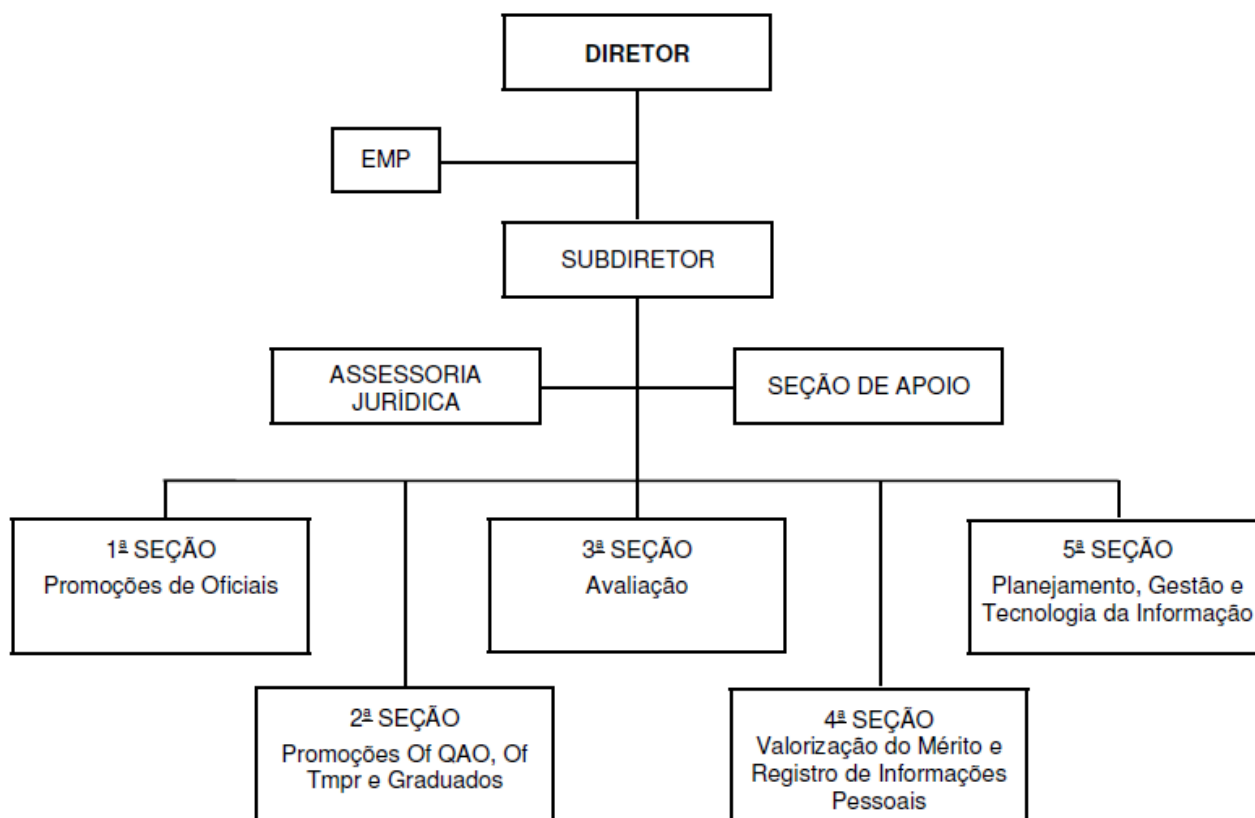 DIRETOR
EMP
SUBDIRETOR
ASSESSORIA
JURÍDICA
SEÇÃO DE APOIO
1ª SEÇÃO
Promoções de Oficiais
3ª SEÇÃO
Avaliação
5ª SEÇÃO
Planejamento, Gestão e
Tecnologia da Informação
2ª SEÇÃO
Promoções Of QAO, Of
Tmpr e Graduados
4ª SEÇÃO
Valorização do Mérito e
Registro de Informações
Pessoais